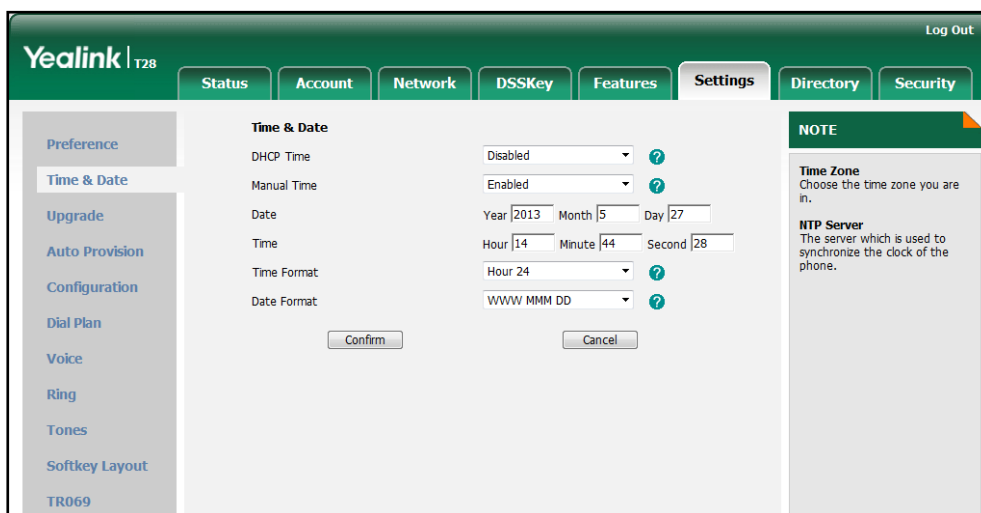 Log Out
Yealink T28
Status Account Network DSSKey Features Settings Directory Security
Preference
Time & Date
Upgrade
Auto Provision
Configuration
Dial Plan
Voice
Ring
Tones
Softkey Layout
TR069
Time & Date
DHCP Time Disabled ?
Manual Time Enabled ?
Date Year 2013 Month 5 Day 27
Time Hour 14 Minute 44 Second 28
Time Format Hour 24 ?
Date Format WWW MMM DD ?
Confirm Cancel
NOTE
Time Zone
Choose the time zone you are
in.
NTP Server
The server which is used to
synchronize the clock of the
phone.